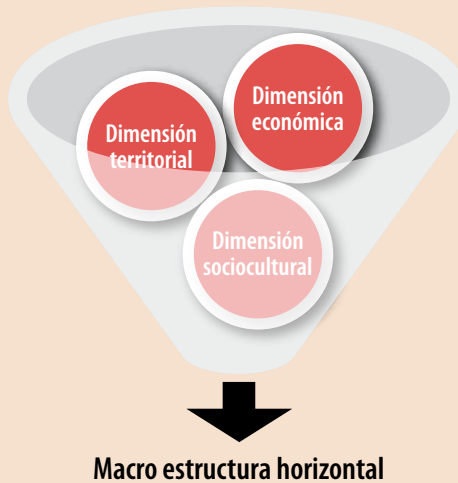 Dimensión
económica
Dimensión
territorial
Dimensión
sociocultural
Macro estructura horizontal